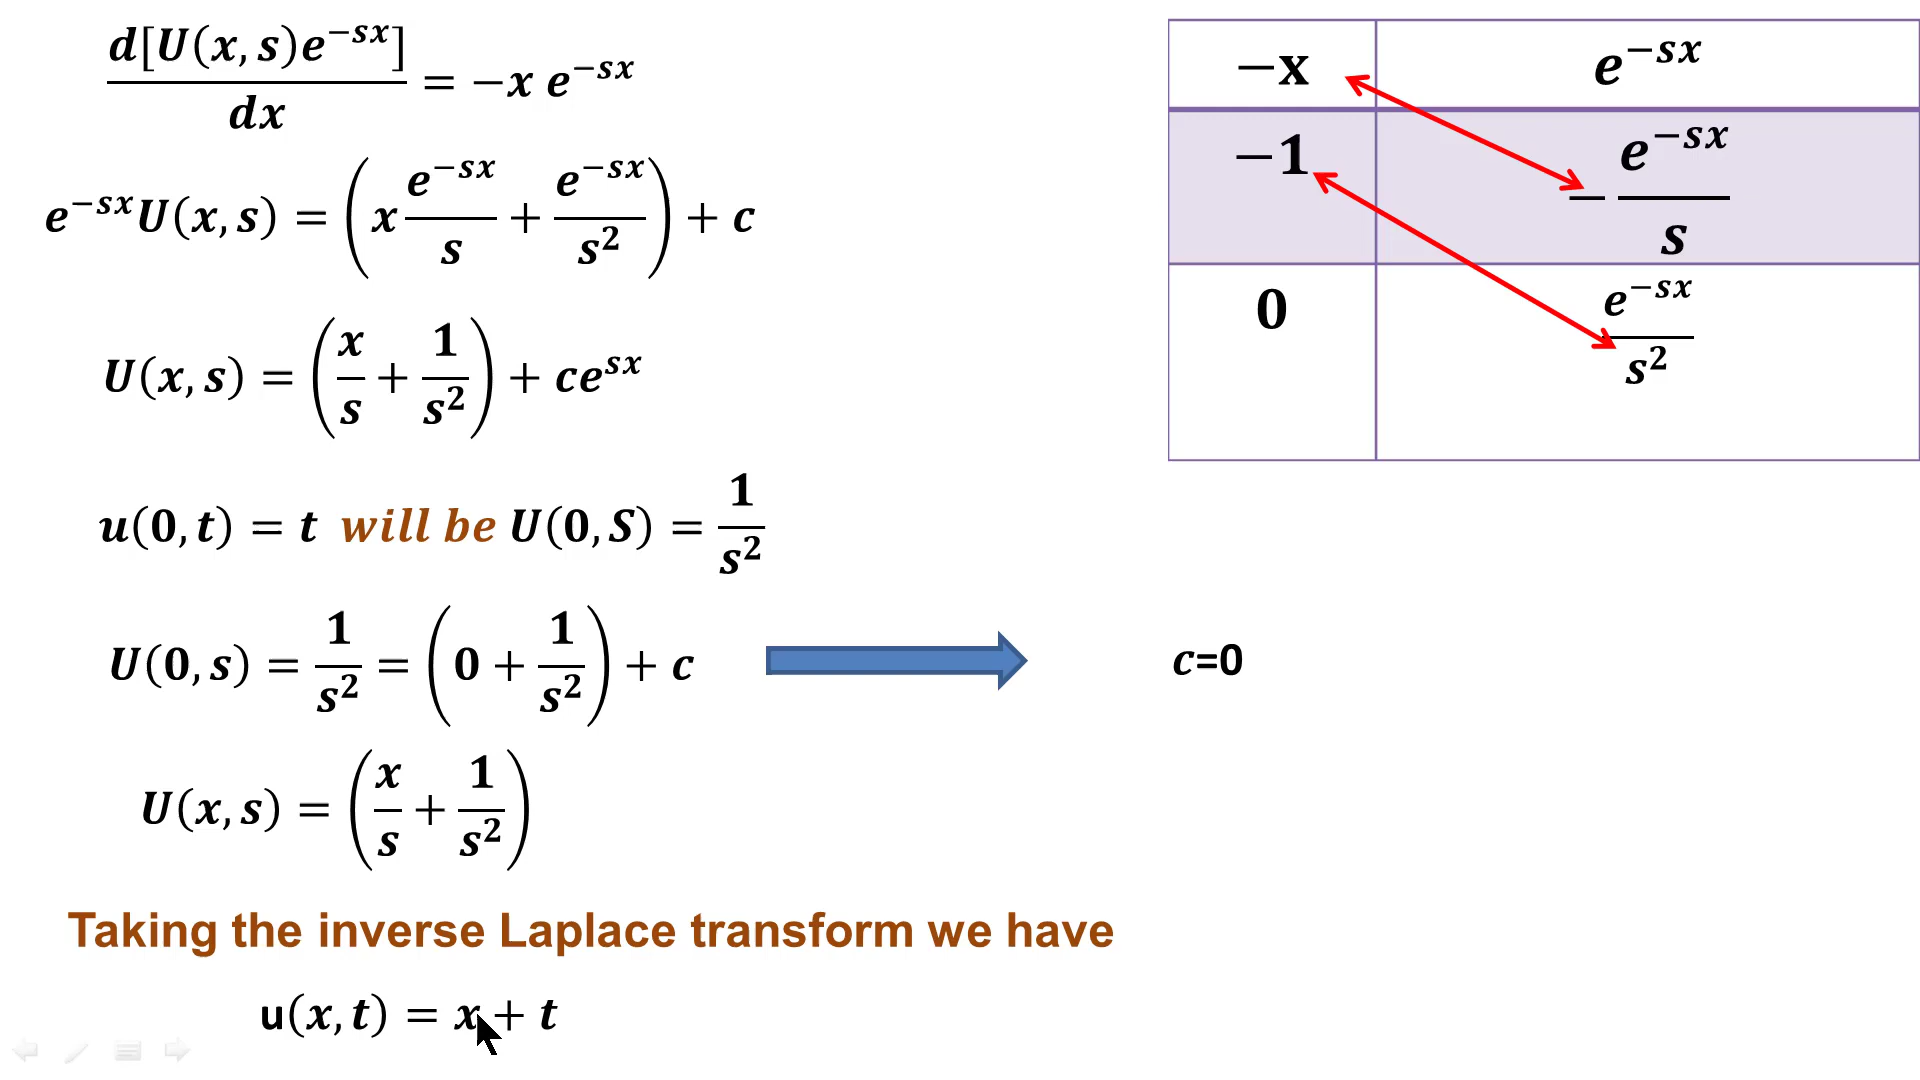 d[U(x,s)e^{-sx}]/dx = −x e^{-sx}
e^{-sx}U(x,s) = (x e^{-sx}/s + e^{-sx}/s²) + c
U(x,s) = (x/s + 1/s²) + ce^{sx}
u(0,t) = t will be U(0,S) = 1/s²
U(0,s) = 1/s² = (0 + 1/s²) + c
c=0
U(x,s) = (x/s + 1/s²)
Taking the inverse Laplace transform we have
u(x,t) = x + t
−x e^{-sx}
−1 −e^{-sx}/s
0 e^{-sx}/s²